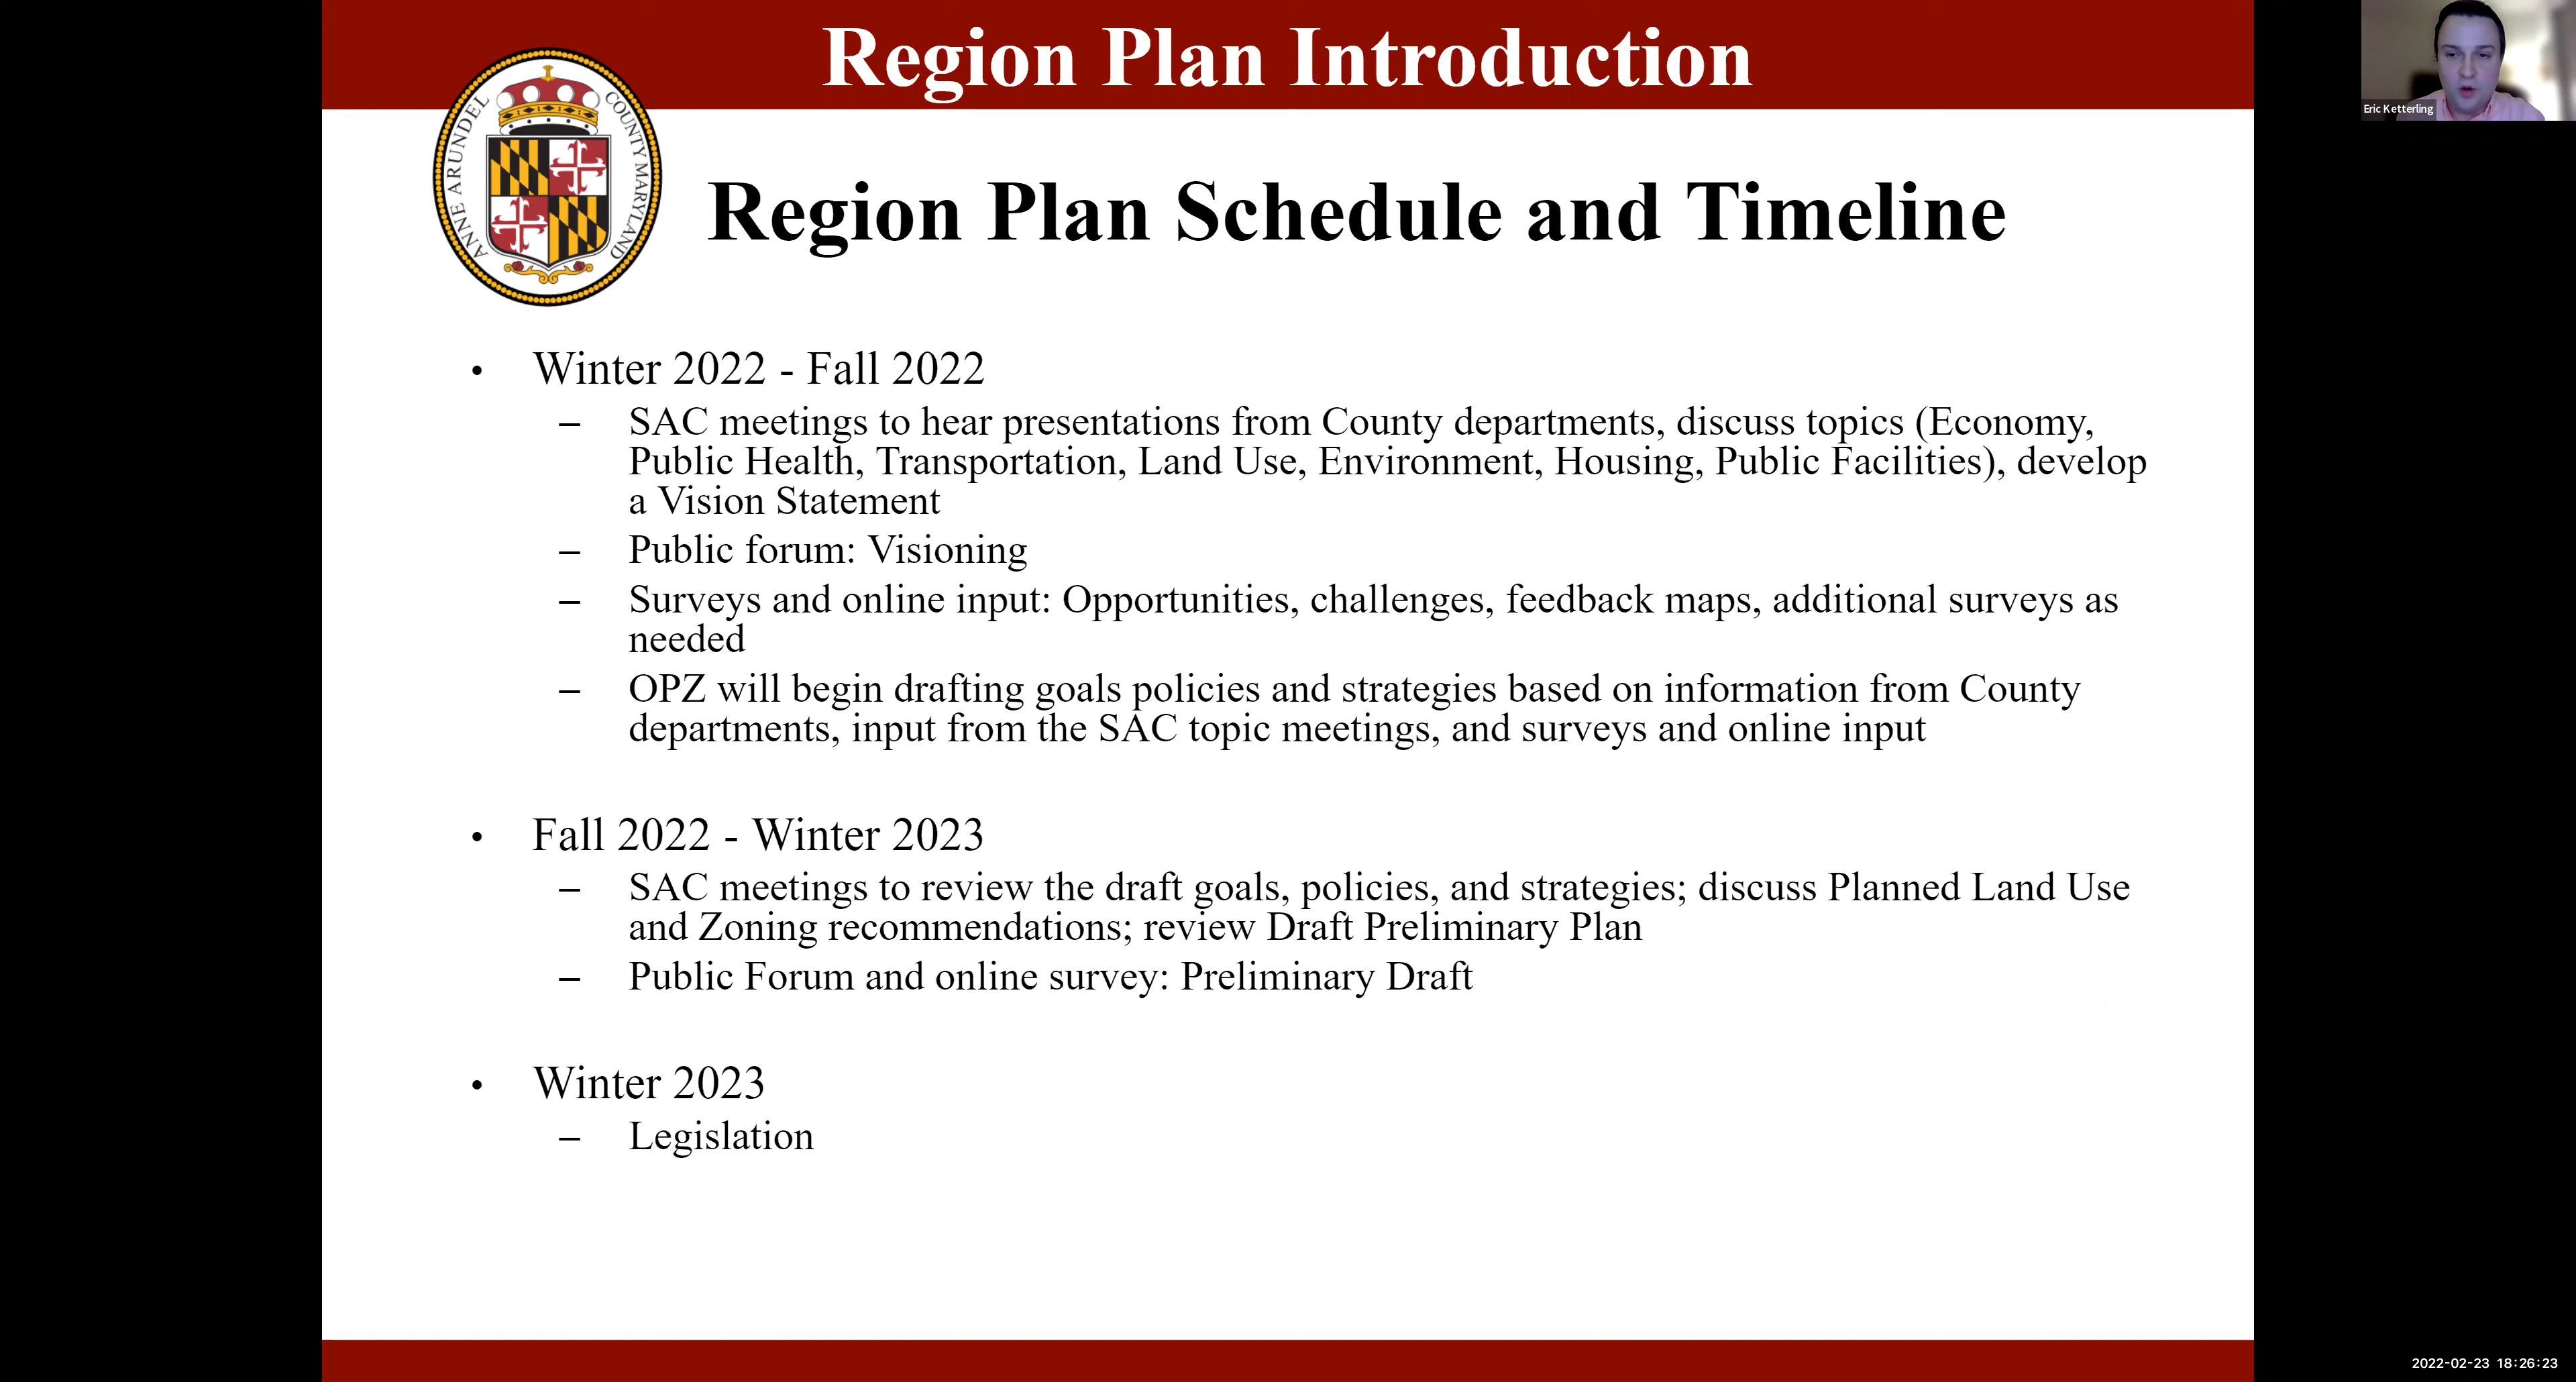 Region Plan Introduction
Eric Ketterling
ANNE ARUNDEL COUNTY MARYLAND
Region Plan Schedule and Timeline
• Winter 2022 - Fall 2022
– SAC meetings to hear presentations from County departments, discuss topics (Economy,
Public Health, Transportation, Land Use, Environment, Housing, Public Facilities), develop
a Vision Statement
– Public forum: Visioning
– Surveys and online input: Opportunities, challenges, feedback maps, additional surveys as
needed
– OPZ will begin drafting goals policies and strategies based on information from County
departments, input from the SAC topic meetings, and surveys and online input
• Fall 2022 - Winter 2023
– SAC meetings to review the draft goals, policies, and strategies; discuss Planned Land Use
and Zoning recommendations; review Draft Preliminary Plan
– Public Forum and online survey: Preliminary Draft
• Winter 2023
– Legislation
2022-02-23 18:26:23